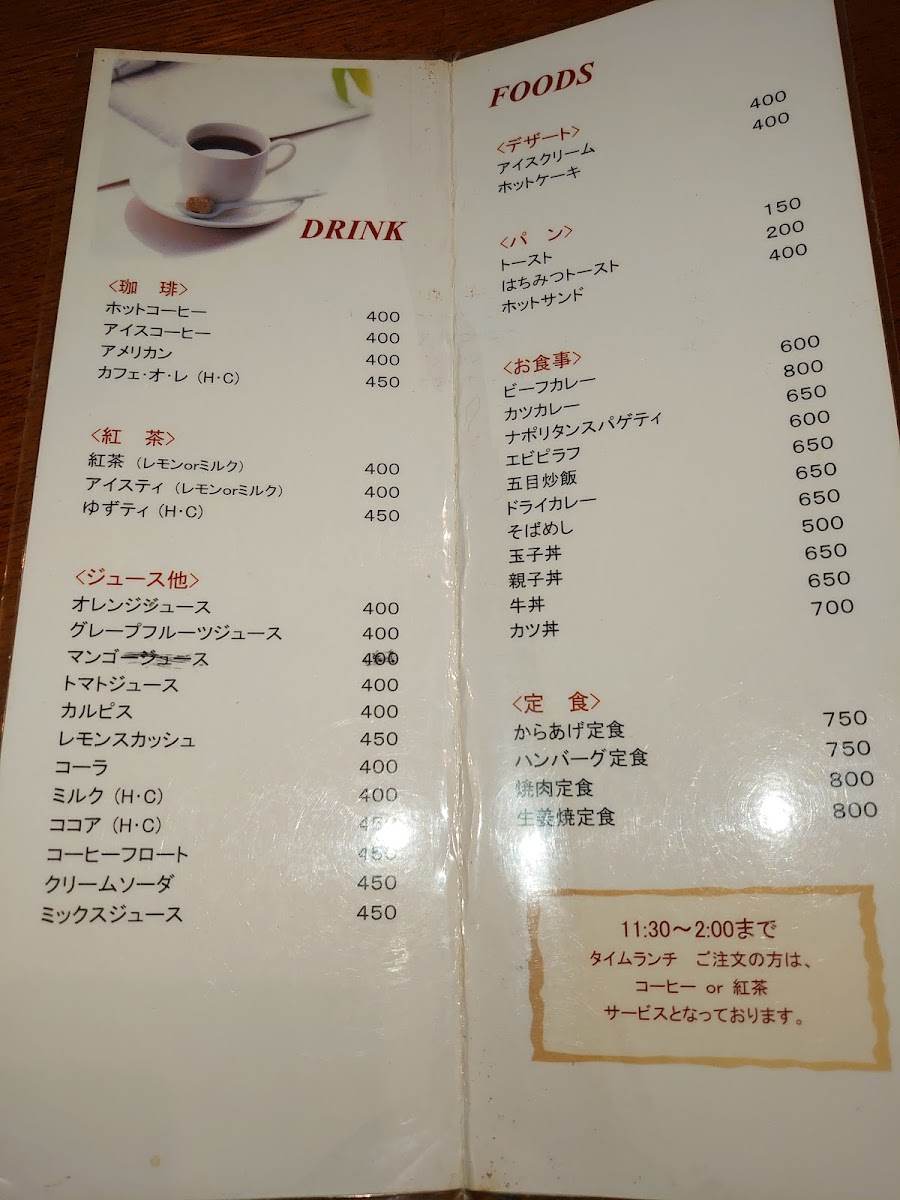 DRINK
<珈　琲>
ホットコーヒー 400
アイスコーヒー 400
アメリカン 400
カフェ・オ・レ (H・C) 450
<紅　茶>
紅茶 (レモンorミルク) 400
アイスティ (レモンorミルク) 400
ゆずティ (H・C) 450
<ジュース他>
オレンジジュース 400
グレープフルーツジュース 400
マンゴージュース 400
トマトジュース 400
カルピス 400
レモンスカッシュ 450
コーラ 400
ミルク (H・C) 400
ココア (H・C) 450
コーヒーフロート 450
クリームソーダ 450
ミックスジュース 450
FOODS
<デザート>
アイスクリーム 400
ホットケーキ 400
<パ　ン>
トースト 150
はちみつトースト 200
ホットサンド 400
<お食事>
ビーフカレー 600
カツカレー 800
ナポリタンスパゲティ 650
エビピラフ 600
五目炒飯 650
ドライカレー 650
そばめし 650
玉子丼 500
親子丼 650
牛丼 650
カツ丼 700
<定　食>
からあげ定食 750
ハンバーグ定食 750
焼肉定食 800
生姜焼定食 800
11:30～2:00まで
タイムランチ　ご注文の方は、
コーヒー or 紅茶
サービスとなっております。